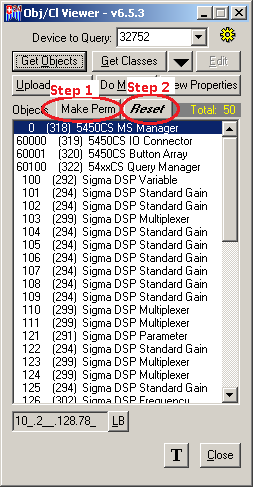 Obj/Cl Viewer - v6.5.3
Device to Query: 32752
Get Objects Get Classes Edit
Upload Do M View Properties
Step 1 Step 2
Objects Make Perm Reset Total: 50
0 (318) 5450CS MS Manager
60000 (319) 5450CS IO Connector
60001 (320) 5450CS Button Array
60100 (322) 54xxCS Query Manager
100 (292) Sigma DSP Variable
101 (294) Sigma DSP Standard Gain
102 (294) Sigma DSP Standard Gain
103 (299) Sigma DSP Multiplexer
104 (294) Sigma DSP Standard Gain
105 (294) Sigma DSP Standard Gain
106 (294) Sigma DSP Standard Gain
107 (294) Sigma DSP Standard Gain
108 (294) Sigma DSP Standard Gain
109 (294) Sigma DSP Standard Gain
110 (299) Sigma DSP Multiplexer
111 (299) Sigma DSP Multiplexer
121 (291) Sigma DSP Parameter
122 (294) Sigma DSP Standard Gain
123 (299) Sigma DSP Multiplexer
124 (299) Sigma DSP Multiplexer
125 (294) Sigma DSP Standard Gain
126 (302) Sigma DSP Frequency
10_.2__.128.78_ LB
T Close